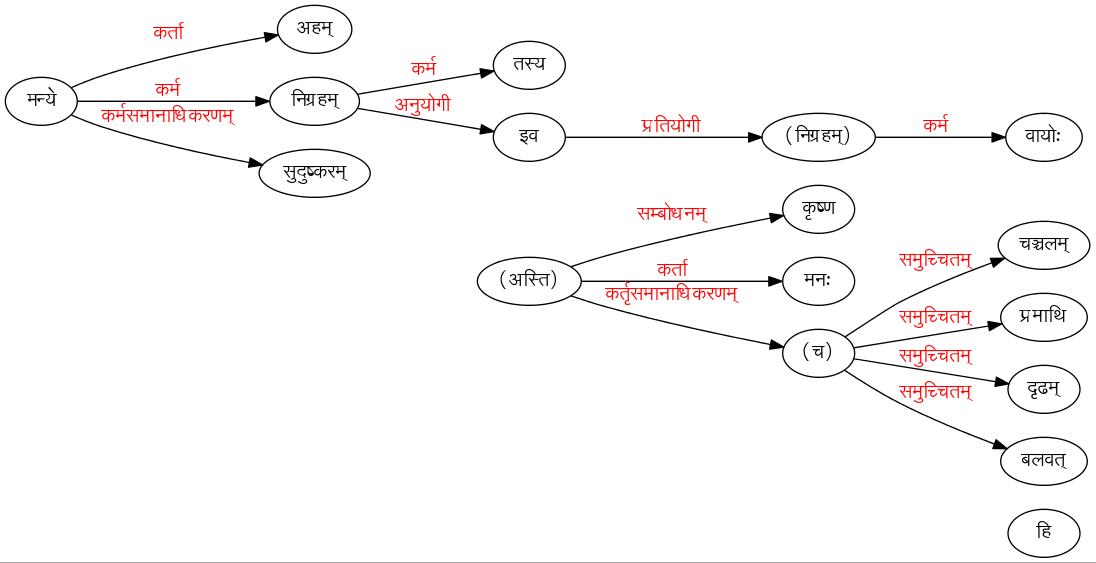 कर्ता
अहम्
मन्ये
कर्म
निग्रहम्
कर्मसमानाधिकरणम्
सुदुष्करम्
कर्म
तस्य
अनुयोगी
इव
प्रतियोगी
(निग्रहम्)
कर्म
वायोः
(अस्ति)
सम्बोधनम्
कृष्ण
कर्ता
मनः
कर्तृसमानाधिकरणम्
(च)
समुच्चितम्
चञ्चलम्
समुच्चितम्
प्रमाथि
समुच्चितम्
दृढम्
समुच्चितम्
बलवत्
हि